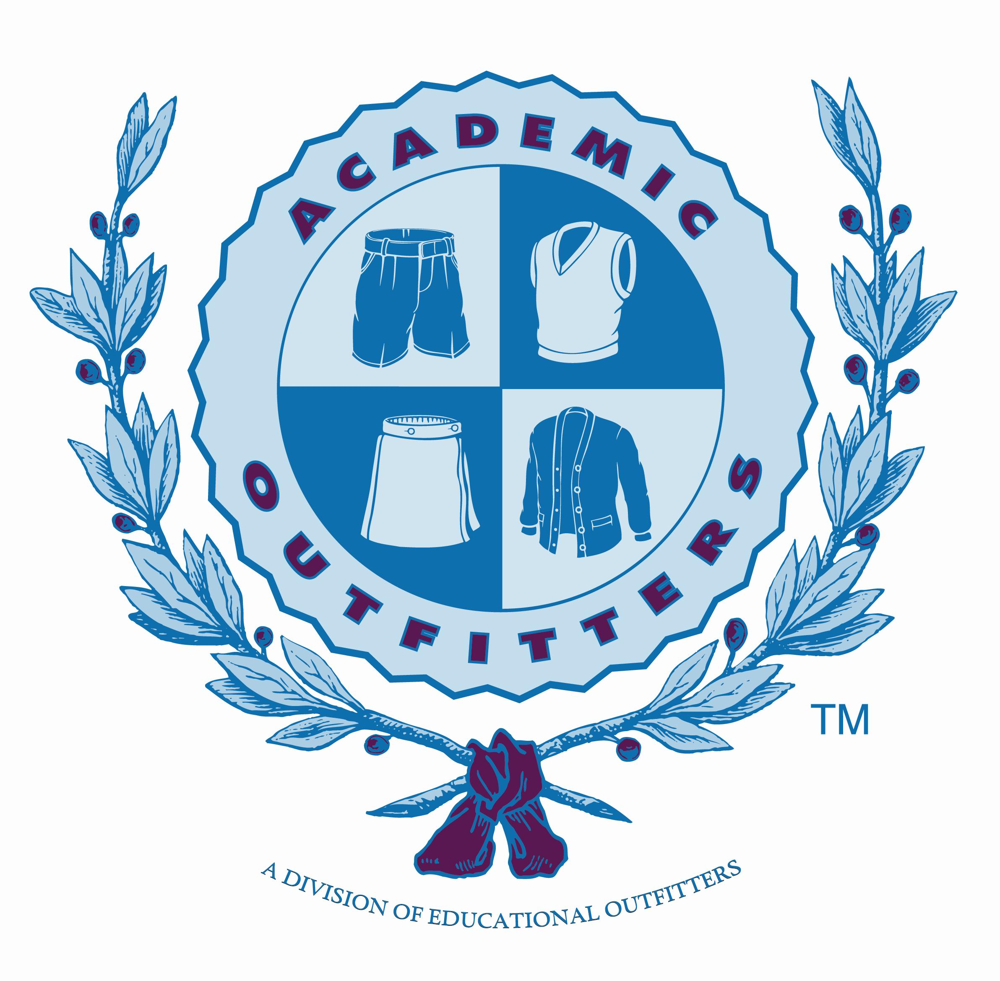 ACADEMIC
OUTFITTERS
TM
A DIVISION OF EDUCATIONAL OUTFITTERS